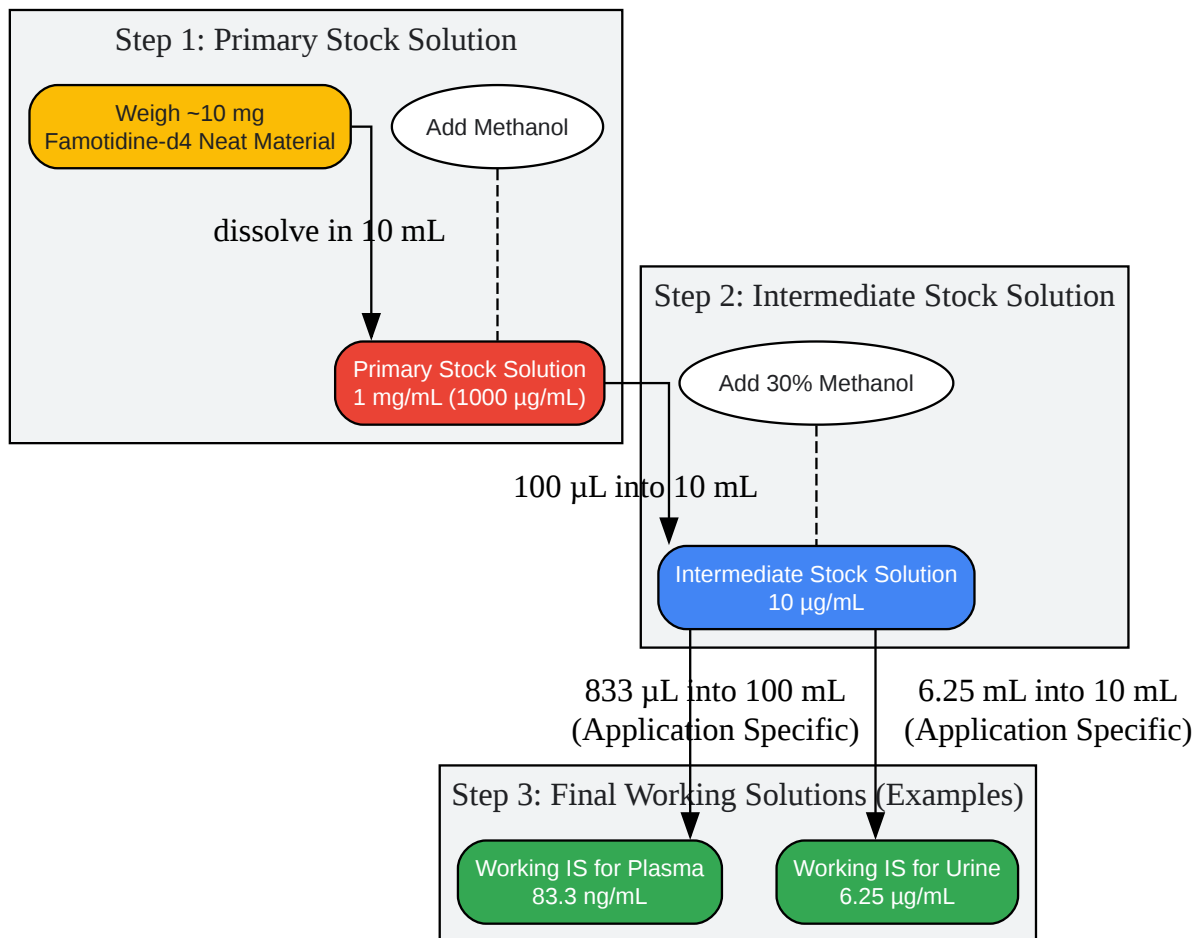 Step 1: Primary Stock Solution
Weigh ~10 mg
Famotidine-d4 Neat Material
Add Methanol
dissolve in 10 mL
Primary Stock Solution
1 mg/mL (1000 µg/mL)
Step 2: Intermediate Stock Solution
Add 30% Methanol
100 µL into 10 mL
Intermediate Stock Solution
10 µg/mL
833 µL into 100 mL
(Application Specific)
6.25 mL into 10 mL
(Application Specific)
Step 3: Final Working Solutions (Examples)
Working IS for Plasma
83.3 ng/mL
Working IS for Urine
6.25 µg/mL